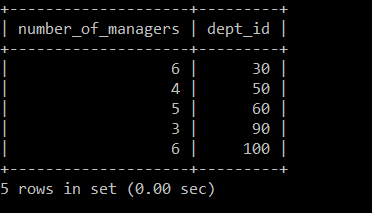 +--------------------+---------+
| number_of_managers | dept_id |
+--------------------+---------+
|                  6 |      30 |
|                  4 |      50 |
|                  5 |      60 |
|                  3 |      90 |
|                  6 |     100 |
+--------------------+---------+
5 rows in set (0.00 sec)